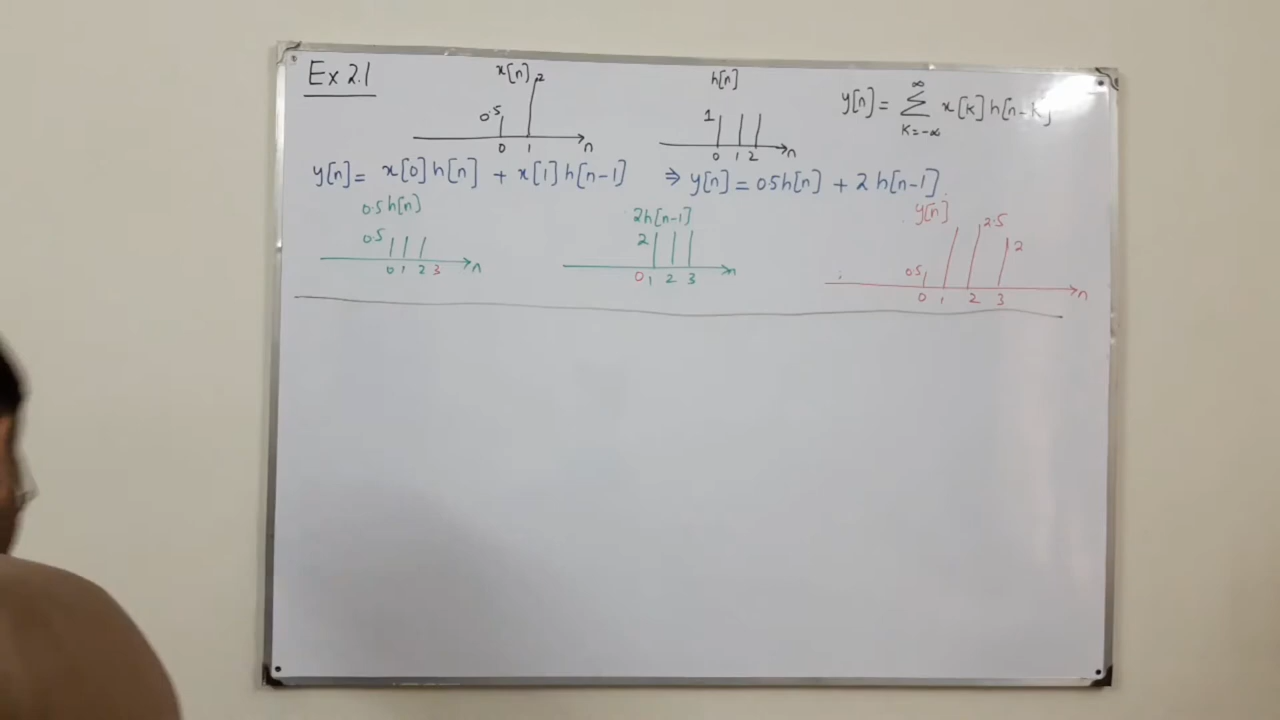 Ex 2.1
x[n]
2
0.5
0 1 n
h[n]
1
0 1 2 n
y[n] = ∞ Σ k=-∞ x[k] h[n-k]
y[n] = x[0] h[n] + x[1] h[n-1] ⇒ y[n] = 0.5 h[n] + 2 h[n-1]
0.5 h[n]
0.5
0 1 2 3 n
2h[n-1]
2
0 1 2 3 n
y[n]
2.5
2
0.5
0 1 2 3 n